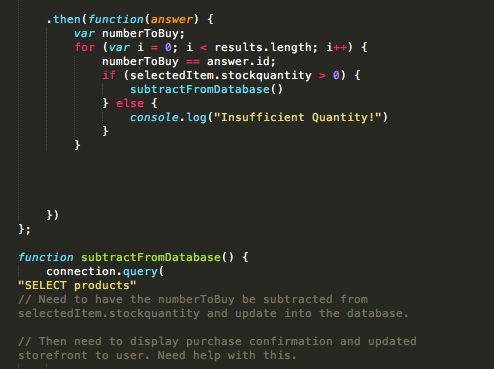 .then(function(answer) {
var numberToBuy;
for (var i = 0; i < results.length; i++) {
numberToBuy == answer.id;
if (selectedItem.stockquantity > 0) {
subtractFromDatabase()
} else {
console.log("Insufficient Quantity!")
}
}
})
};
function subtractFromDatabase() {
connection.query(
"SELECT products"
// Need to have the numberToBuy be subtracted from
selectedItem.stockquantity and update into the database.
// Then need to display purchase confirmation and updated
storefront to user. Need help with this.